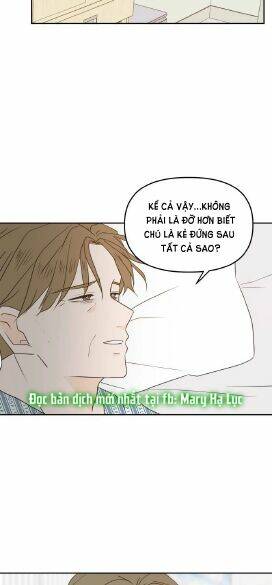 KỂ CẢ VẬY...KHÔNG
PHẢI LÀ ĐỠ HƠN BIẾT
CHÚ LÀ KẺ ĐỨNG SAU
TẤT CẢ SAO?
Đọc bản dịch mới nhất tại fb: Mary Hạ Lục